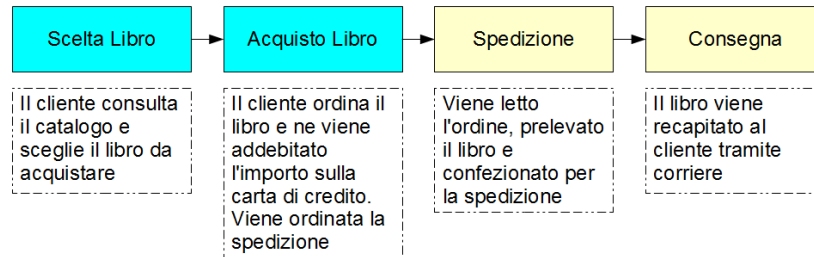 Scelta Libro
Acquisto Libro
Spedizione
Consegna
Il cliente consulta
il catalogo e
sceglie il libro da
acquistare
Il cliente ordina il
libro e ne viene
addebitato
l'importo sulla
carta di credito.
Viene ordinata la
spedizione
Viene letto
l'ordine, prelevato
il libro e
confezionato per
la spedizione
Il libro viene
recapitato al
cliente tramite
corriere